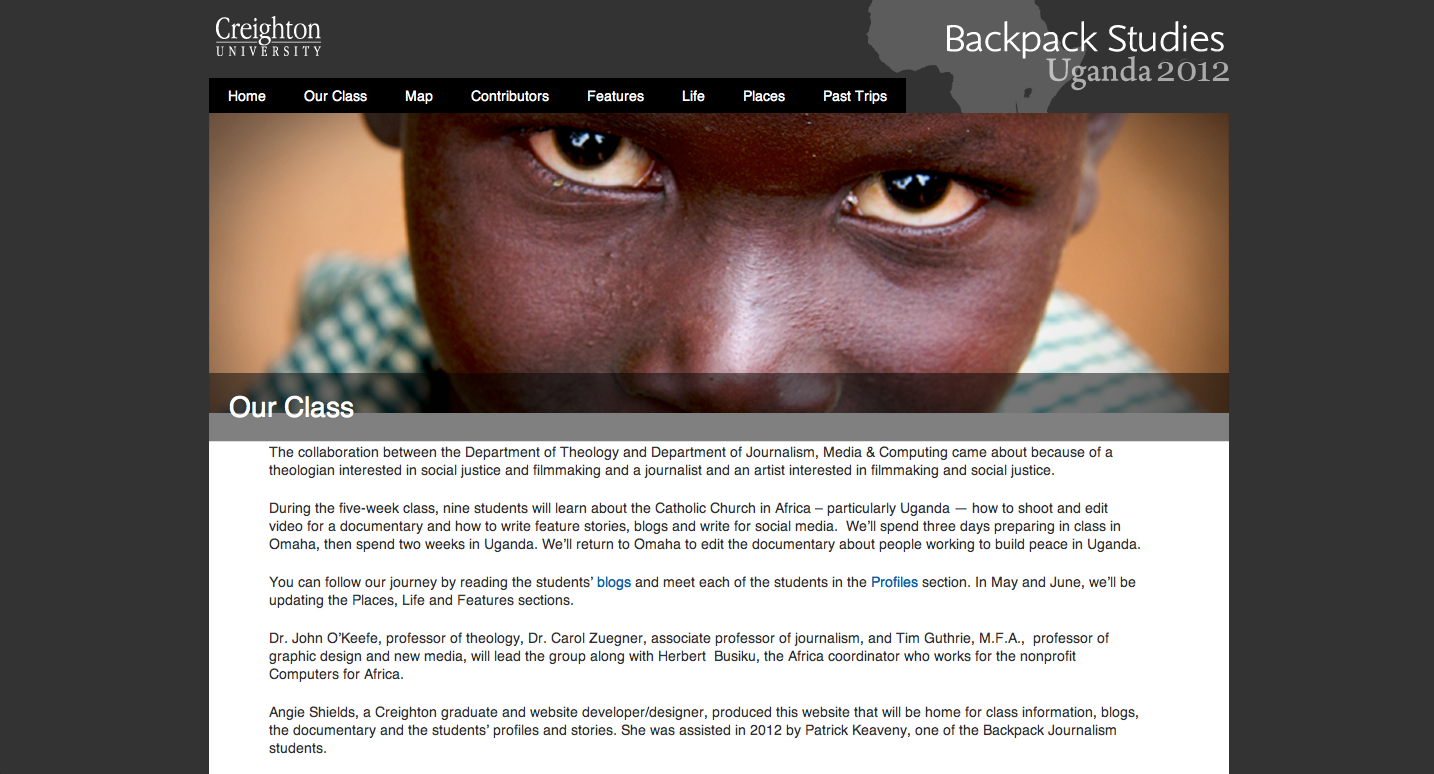 Creighton
UNIVERSITY
Backpack Studies
Uganda 2012
Home Our Class Map Contributors Features Life Places Past Trips
Our Class
The collaboration between the Department of Theology and Department of Journalism, Media & Computing came about because of a
theologian interested in social justice and filmmaking and a journalist and an artist interested in filmmaking and social justice.
During the five-week class, nine students will learn about the Catholic Church in Africa – particularly Uganda — how to shoot and edit
video for a documentary and how to write feature stories, blogs and write for social media.  We'll spend three days preparing in class in
Omaha, then spend two weeks in Uganda. We'll return to Omaha to edit the documentary about people working to build peace in Uganda.
You can follow our journey by reading the students' blogs and meet each of the students in the Profiles section. In May and June, we'll be
updating the Places, Life and Features sections.
Dr. John O'Keefe, professor of theology, Dr. Carol Zuegner, associate professor of journalism, and Tim Guthrie, M.F.A.,  professor of
graphic design and new media, will lead the group along with Herbert  Busiku, the Africa coordinator who works for the nonprofit
Computers for Africa.
Angie Shields, a Creighton graduate and website developer/designer, produced this website that will be home for class information, blogs,
the documentary and the students' profiles and stories. She was assisted in 2012 by Patrick Keaveny, one of the Backpack Journalism
students.